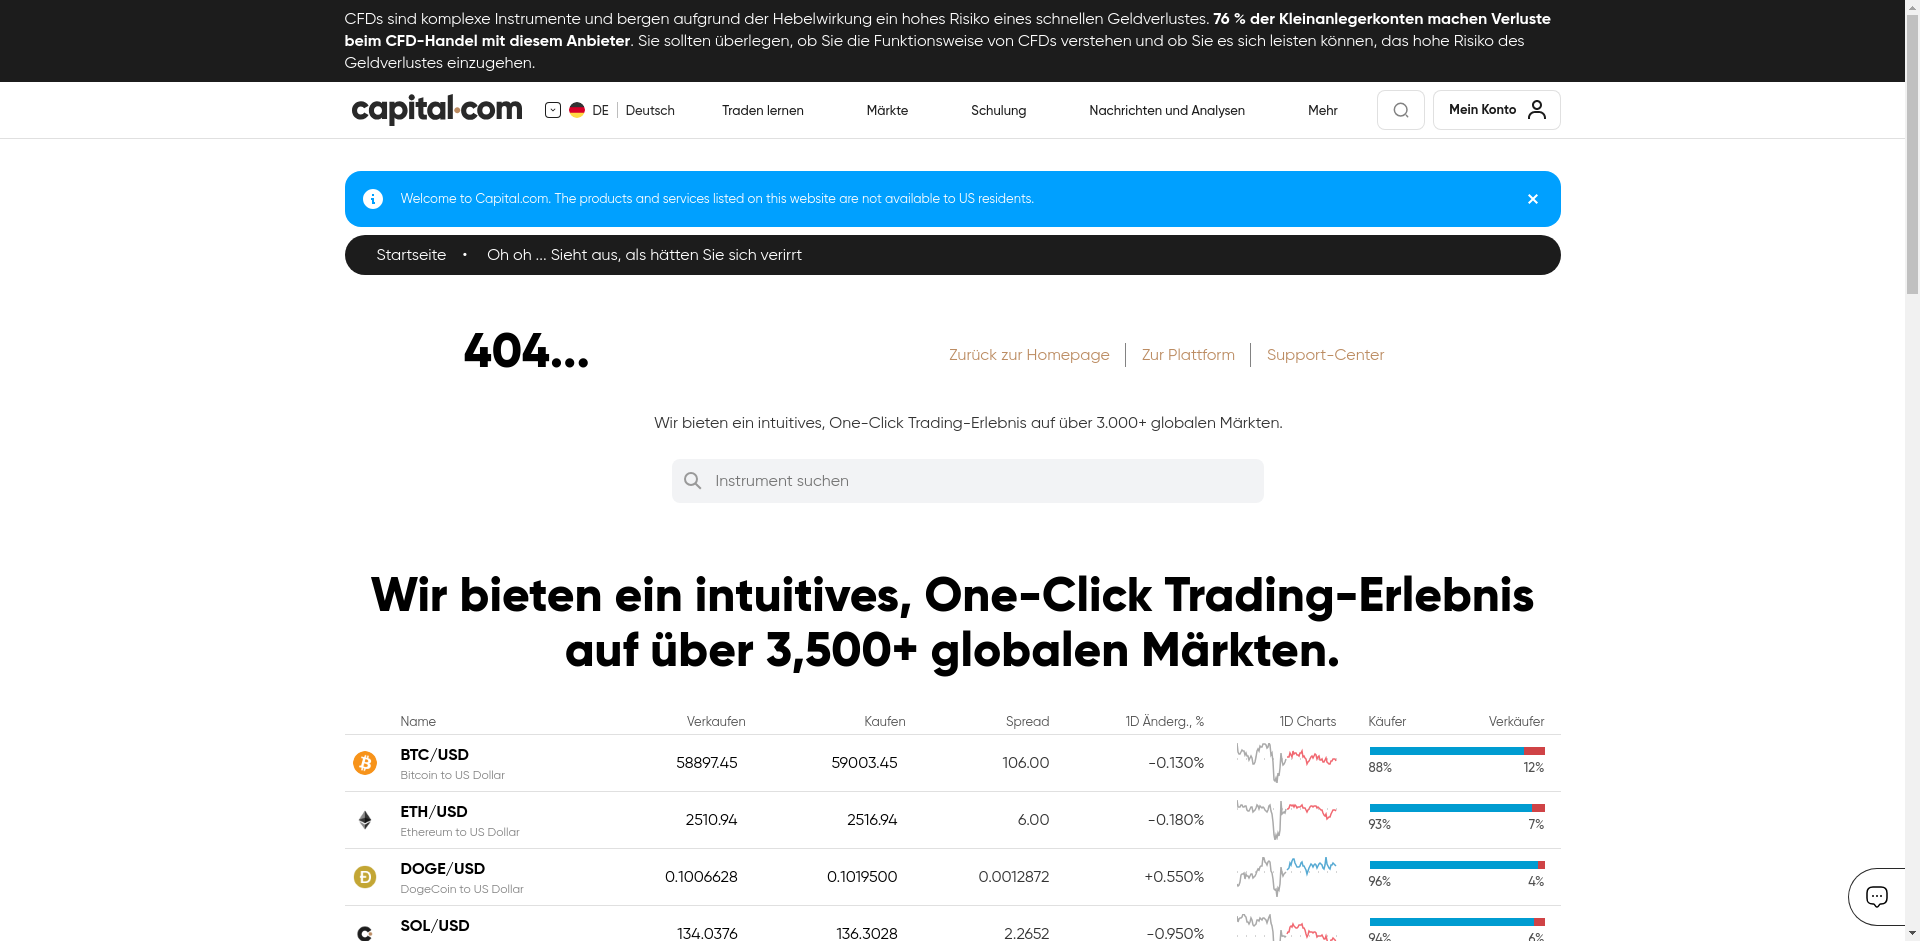 CFDs sind komplexe Instrumente und bergen aufgrund der Hebelwirkung ein hohes Risiko eines schnellen Geldverlustes. 76 % der Kleinanlegerkonten machen Verluste
beim CFD-Handel mit diesem Anbieter. Sie sollten überlegen, ob Sie die Funktionsweise von CFDs verstehen und ob Sie es sich leisten können, das hohe Risiko des
Geldverlustes einzugehen.
capital.com DE Deutsch Traden lernen Märkte Schulung Nachrichten und Analysen Mehr Mein Konto
Welcome to Capital.com. The products and services listed on this website are not available to US residents.
Startseite • Oh oh ... Sieht aus, als hätten Sie sich verirrt
404...
Zurück zur Homepage Zur Plattform Support-Center
Wir bieten ein intuitives, One-Click Trading-Erlebnis auf über 3.000+ globalen Märkten.
Instrument suchen
Wir bieten ein intuitives, One-Click Trading-Erlebnis
auf über 3,500+ globalen Märkten.
Name Verkaufen Kaufen Spread 1D Änderg., % 1D Charts Käufer Verkäufer
BTC/USD
Bitcoin to US Dollar
58897.45 59003.45 106.00 -0.130%
88% 12%
ETH/USD
Ethereum to US Dollar
2510.94 2516.94 6.00 -0.180%
93% 7%
DOGE/USD
DogeCoin to US Dollar
0.1006628 0.1019500 0.0012872 +0.550%
96% 4%
SOL/USD
134.0376 136.3028 2.2652 -0.950%
94% 6%